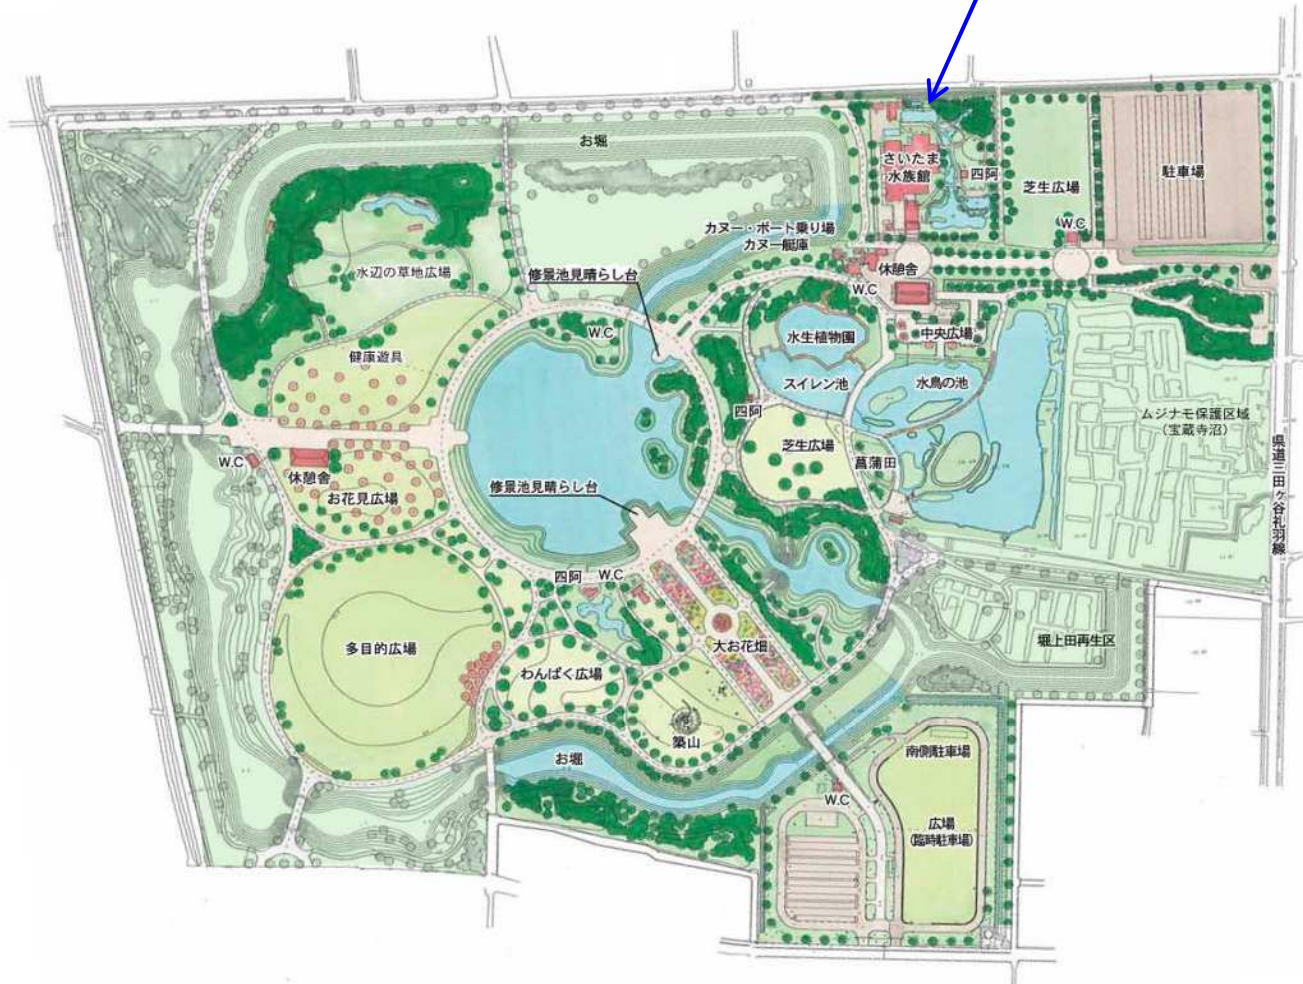 お堀
さいたま
水族館
四阿
芝生広場
駐車場
W.C
カヌー・ボート乗り場
カヌー艇庫
水辺の草地広場
修景池見晴らし台
休憩舎
W.C
W.C
健康遊具
水生植物園
中央広場
スイレン池
水鳥の池
四阿
ムジナモ保護区域
(宝蔵寺沼)
芝生広場
菖蒲田
W.C
休憩舎
お花見広場
修景池見晴らし台
県道三田ヶ谷礼羽線
四阿
W.C
多目的広場
大お花畑
堀上田再生区
わんぱく広場
築山
お堀
南側駐車場
W.C
広場
(臨時駐車場)